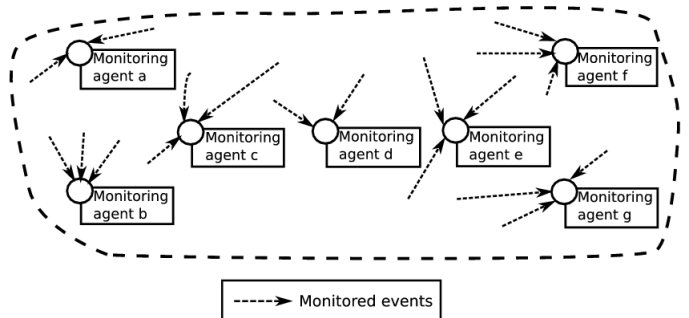 Monitoring
agent a
Monitoring
agent f
Monitoring
agent c
Monitoring
agent d
Monitoring
agent e
Monitoring
agent b
Monitoring
agent g
Monitored events